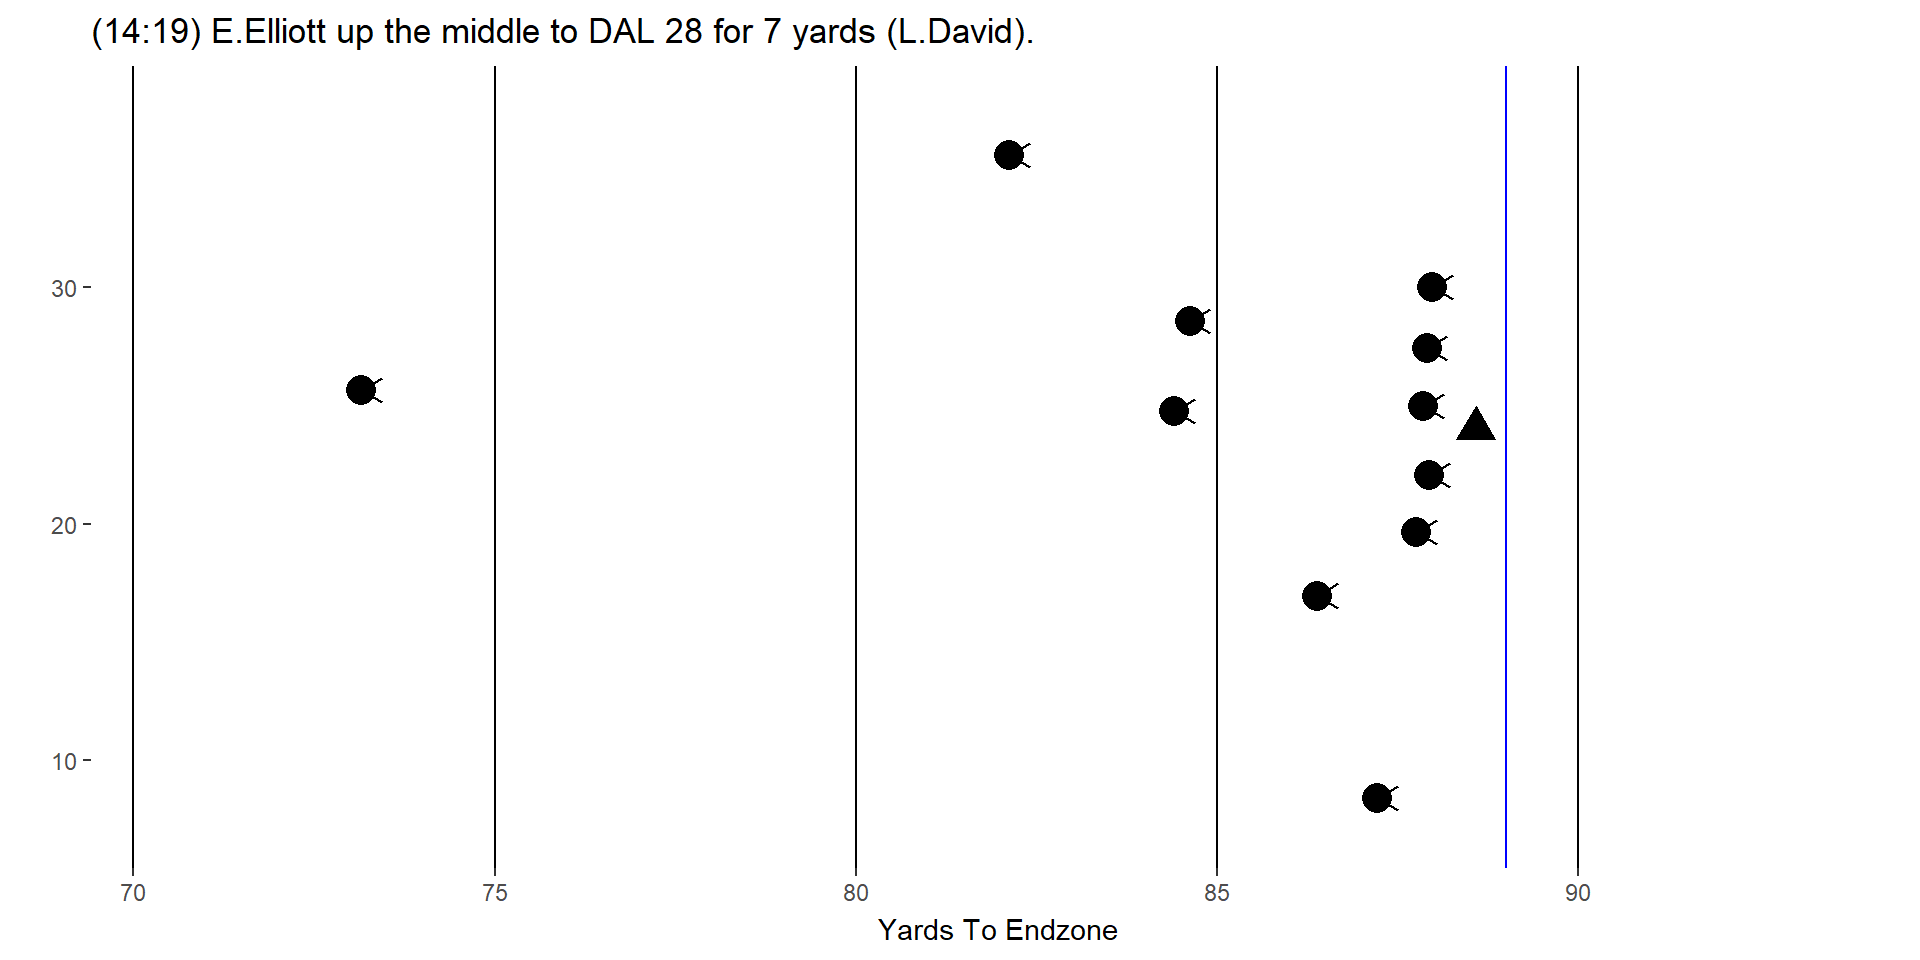 (14:19) E.Elliott up the middle to DAL 28 for 7 yards (L.David).
30
20
10
70 75 80 85 90
Yards To Endzone